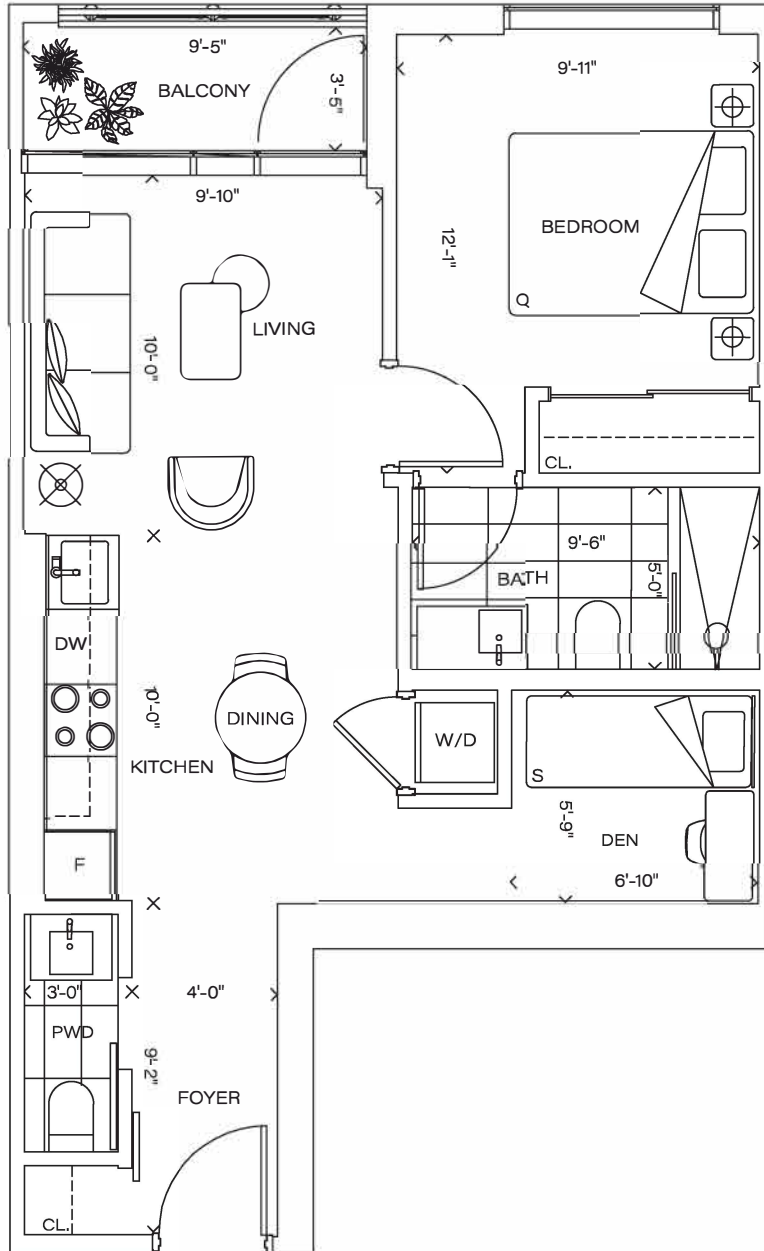 9'-5"
BALCONY
3'-5"
9'-11"
9'-10"
BEDROOM
12'-1"
Q
LIVING
10'-0"
CL.
9'-6"
BATH
5'-0"
DW
10'-0"
DINING
W/D
KITCHEN
S
5'-9"
DEN
F
6'-10"
3'-0"
4'-0"
PWD
9'-2"
FOYER
CL.